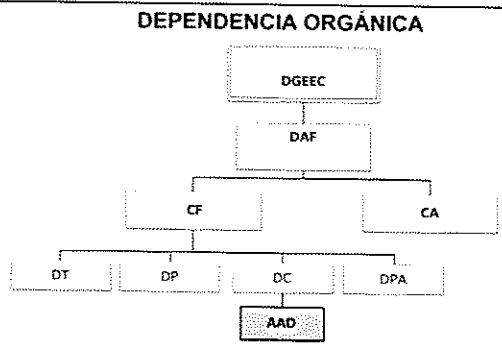 DEPENDENCIA ORGÁNICA
DGEEC
DAF
CF CA
DT DP DC DPA
AAD